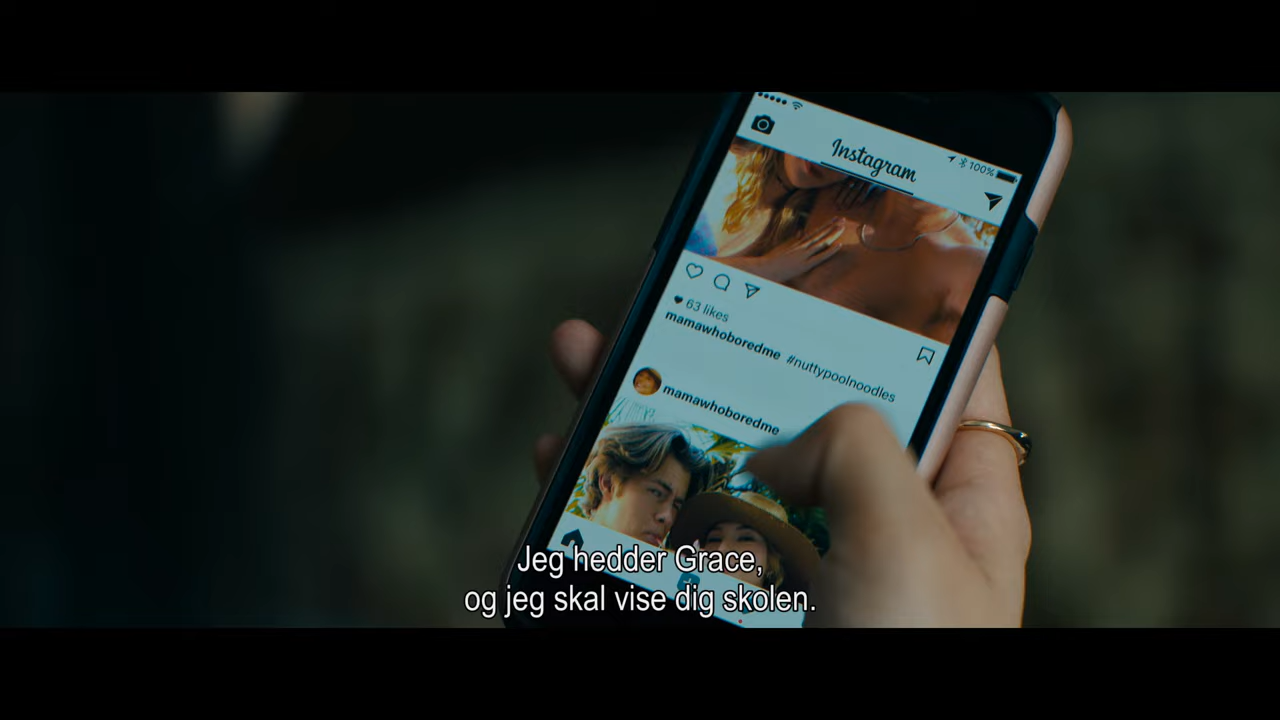 100%
Instagram
63 likes
mamawhoboredme #nuttypoolnoodles
mamawhoboredme
Jeg hedder Grace,
og jeg skal vise dig skolen.